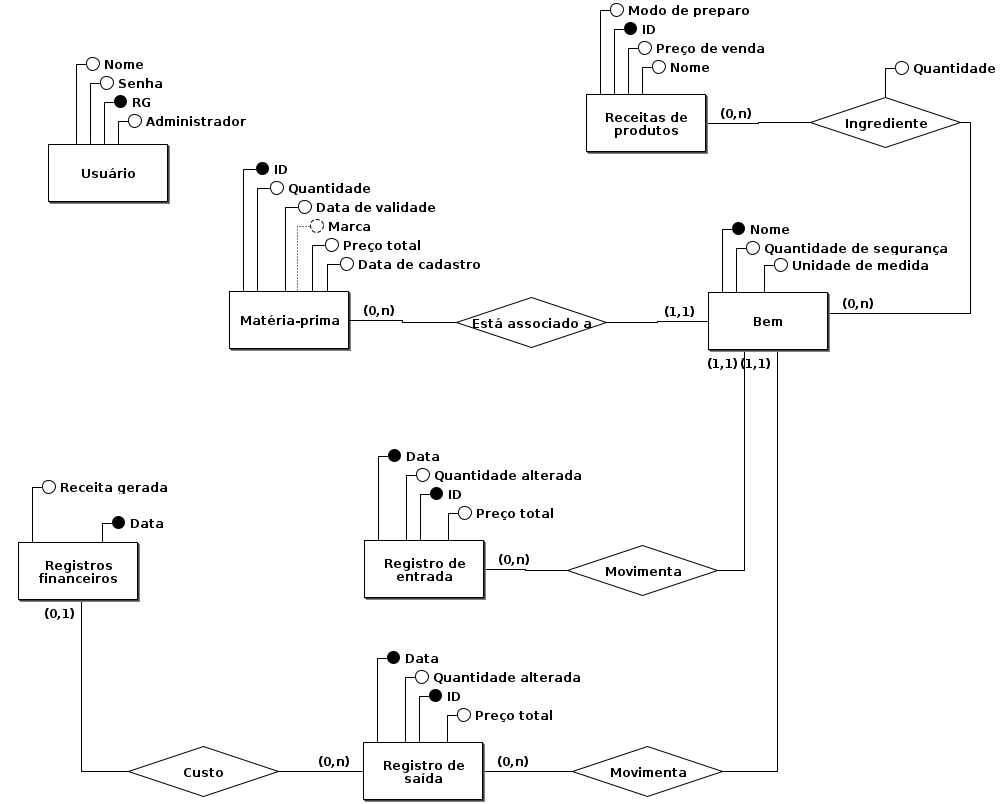 Modo de preparo
ID
Preço de venda
Nome
Receitas de
produtos
(0,n)
Quantidade
Ingrediente
Nome
Senha
RG
Administrador
Usuário
ID
Quantidade
Data de validade
Marca
Preço total
Data de cadastro
Matéria-prima
(0,n)
Está associado a
(1,1)
Nome
Quantidade de segurança
Unidade de medida
Bem
(0,n)
(1,1)
(1,1)
Data
Quantidade alterada
ID
Preço total
Registro de
entrada
(0,n)
Movimenta
Receita gerada
Data
Registros
financeiros
(0,1)
Data
Quantidade alterada
ID
Preço total
Custo
(0,n)
Registro de
saída
(0,n)
Movimenta